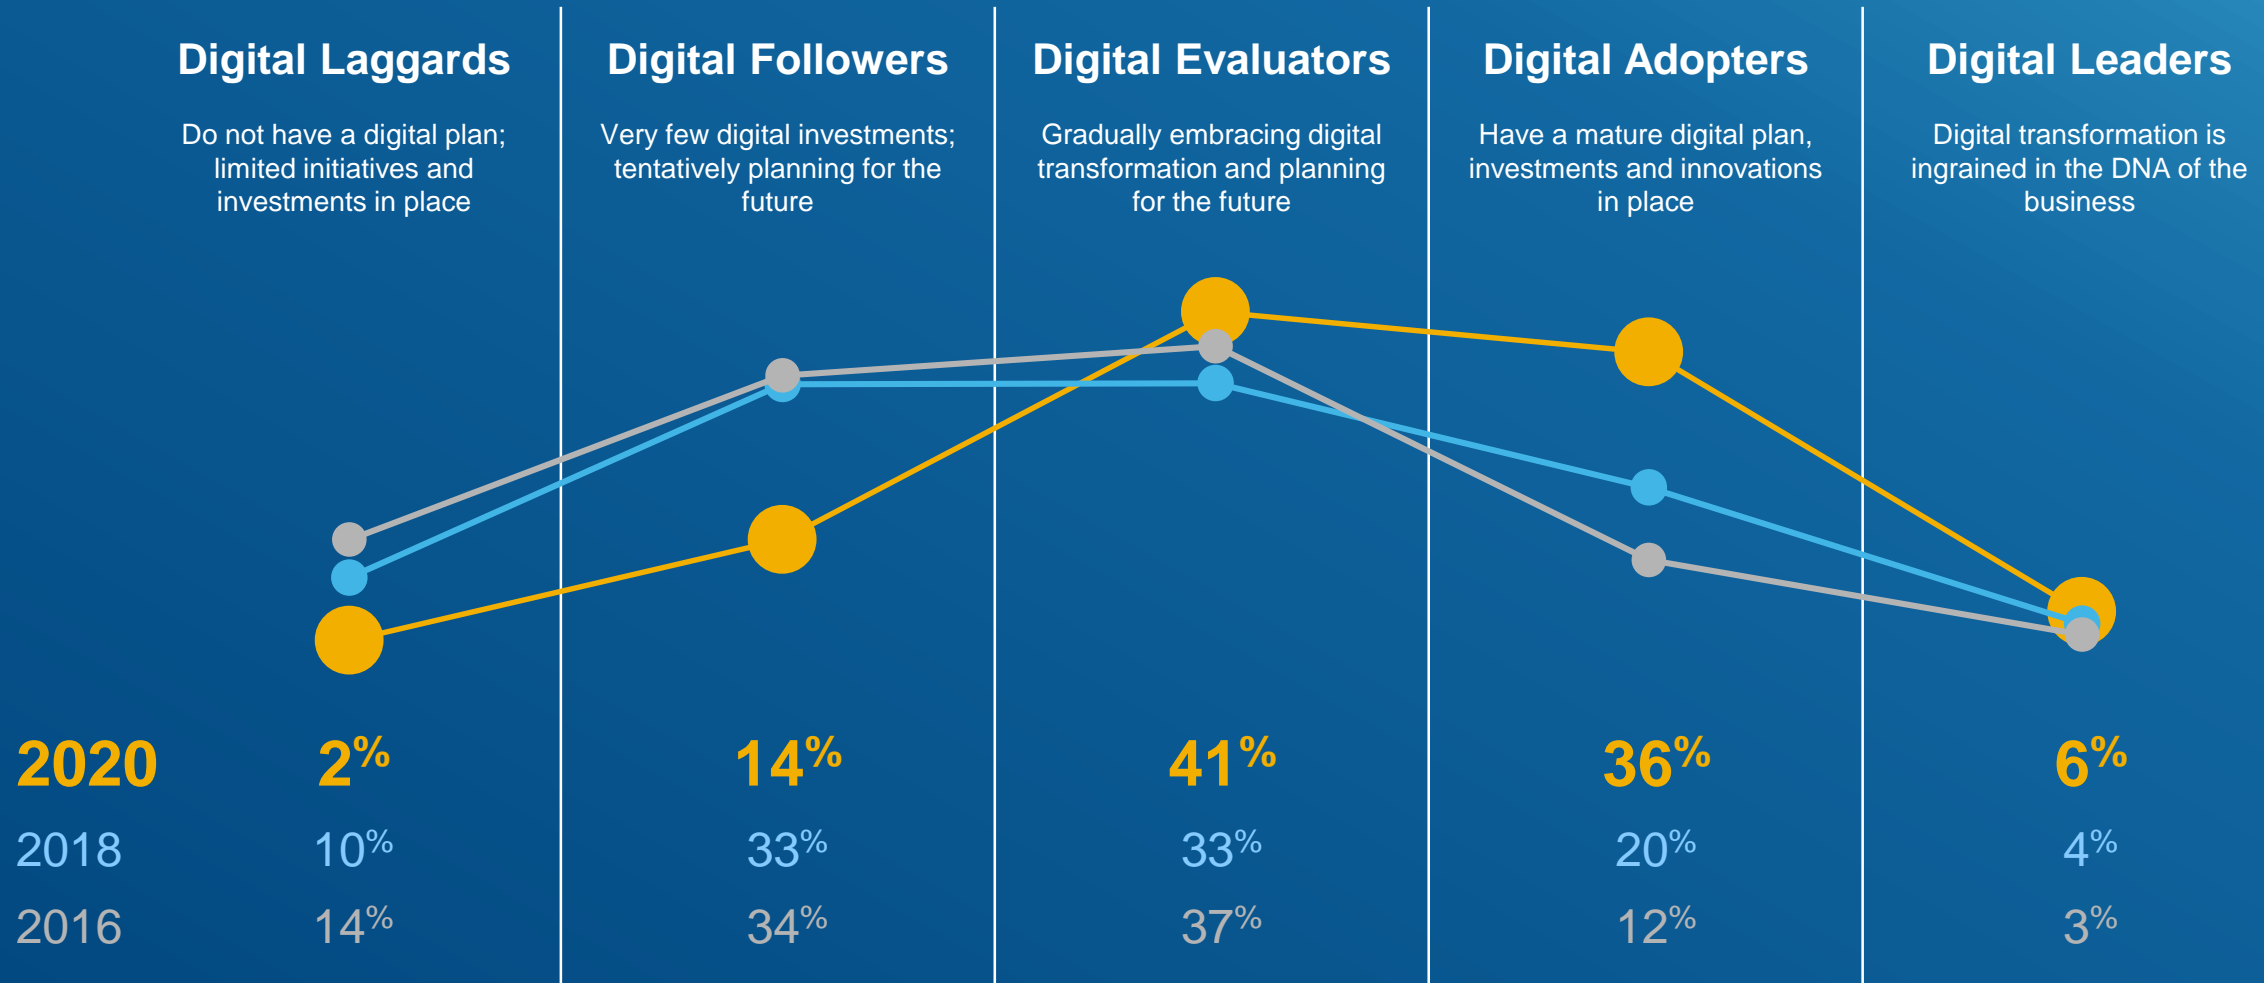 Digital Laggards
Do not have a digital plan;
limited initiatives and
investments in place
Digital Followers
Very few digital investments;
tentatively planning for the
future
Digital Evaluators
Gradually embracing digital
transformation and planning
for the future
Digital Adopters
Have a mature digital plan,
investments and innovations
in place
Digital Leaders
Digital transformation is
ingrained in the DNA of the
business
2020 2% 14% 41% 36% 6%
2018 10% 33% 33% 20% 4%
2016 14% 34% 37% 12% 3%